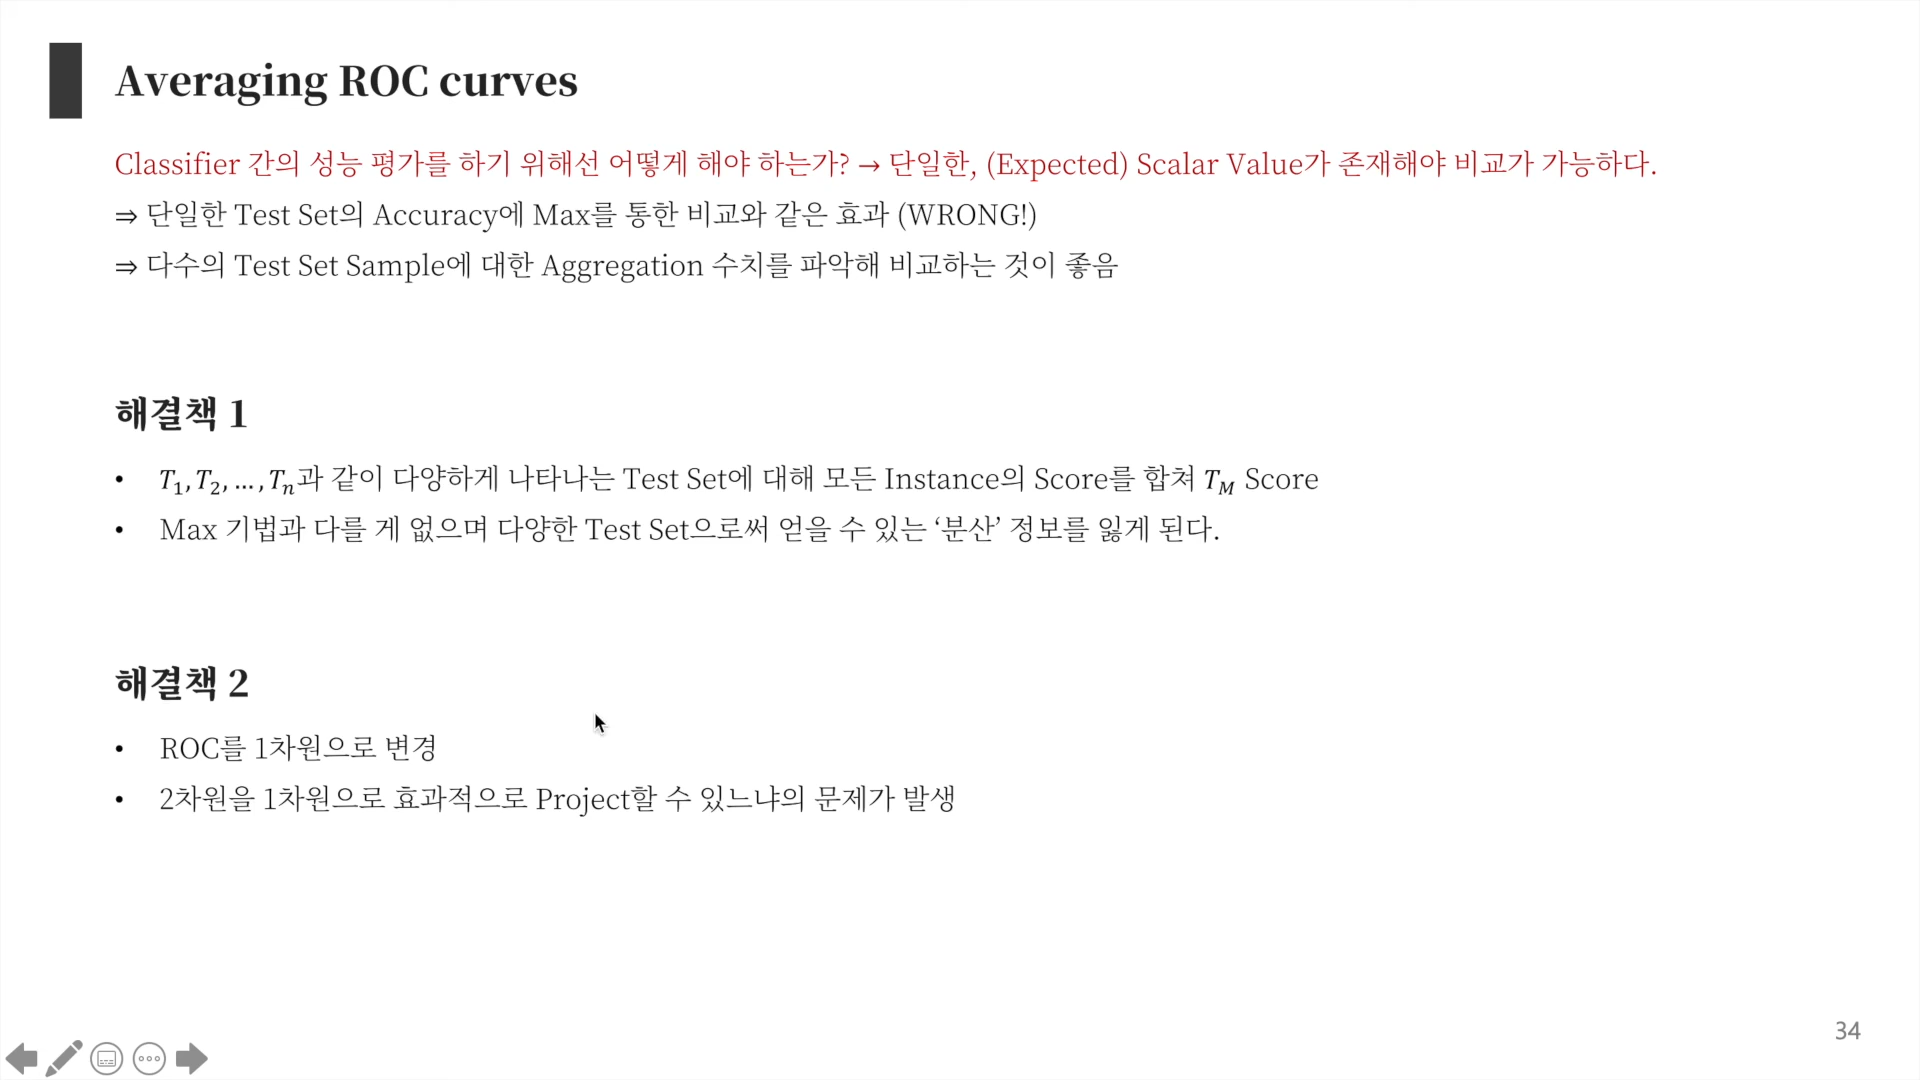 Averaging ROC curves
Classifier 간의 성능 평가를 하기 위해선 어떻게 해야 하는가? → 단일한, (Expected) Scalar Value가 존재해야 비교가 가능하다.
⇒ 단일한 Test Set의 Accuracy에 Max를 통한 비교와 같은 효과 (WRONG!)
⇒ 다수의 Test Set Sample에 대한 Aggregation 수치를 파악해 비교하는 것이 좋음
해결책 1
• T₁, T₂, …, Tₙ과 같이 다양하게 나타나는 Test Set에 대해 모든 Instance의 Score를 합쳐 T_M Score
• Max 기법과 다를 게 없으며 다양한 Test Set으로써 얻을 수 있는 ‘분산’ 정보를 잃게 된다.
해결책 2
• ROC를 1차원으로 변경
• 2차원을 1차원으로 효과적으로 Project할 수 있느냐의 문제가 발생
34